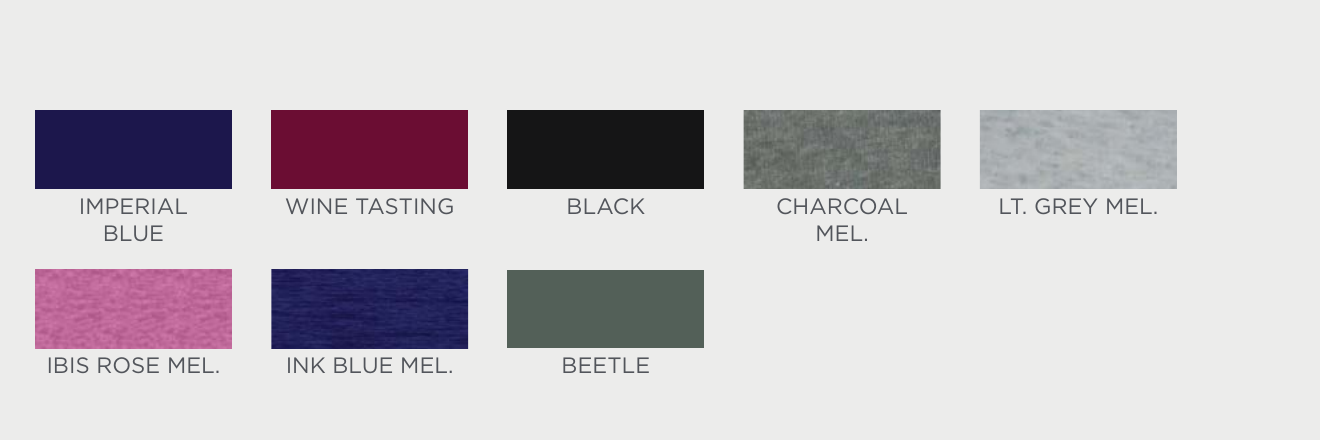 IMPERIAL
BLUE
WINE TASTING
BLACK
CHARCOAL
MEL.
LT. GREY MEL.
IBIS ROSE MEL.
INK BLUE MEL.
BEETLE